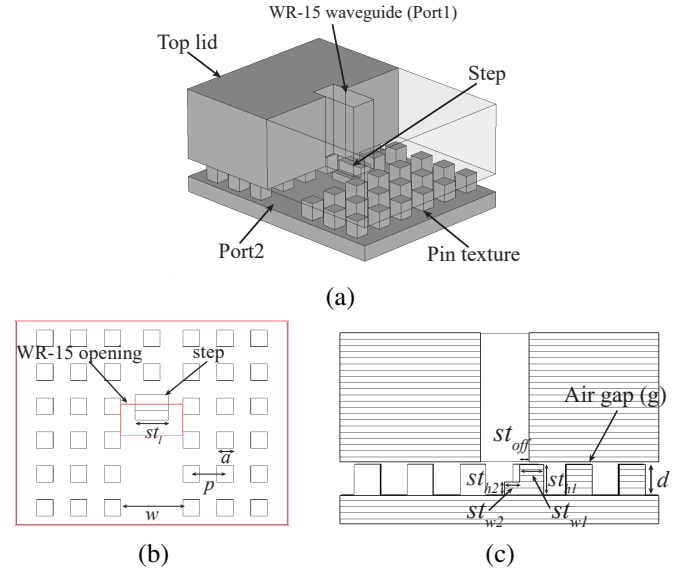 WR-15 waveguide (Port1)
Top lid
Step
Port2
Pin texture
(a)
WR-15 opening
step
st_l
a
p
w
(b)
Air gap (g)
st_off
st_h2
st_h1
d
st_w2
st_w1
(c)